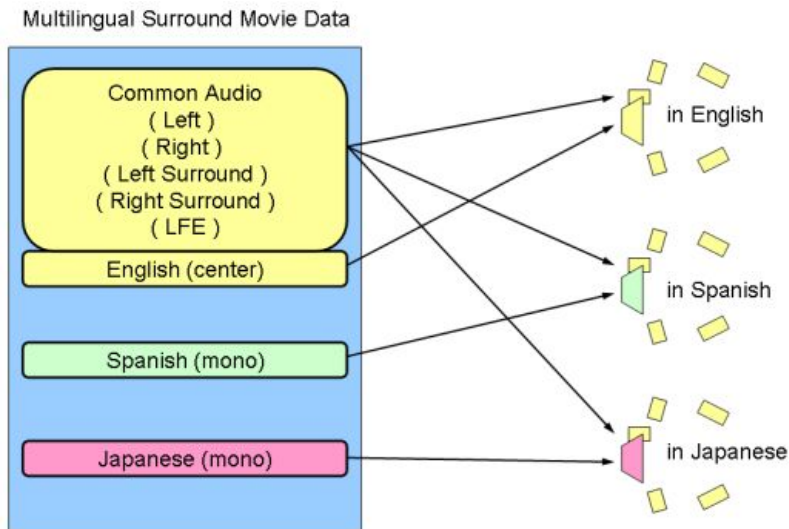 Multilingual Surround Movie Data
Common Audio
( Left )
( Right )
( Left Surround )
( Right Surround )
( LFE )
English (center)
Spanish (mono)
Japanese (mono)
in English
in Spanish
in Japanese